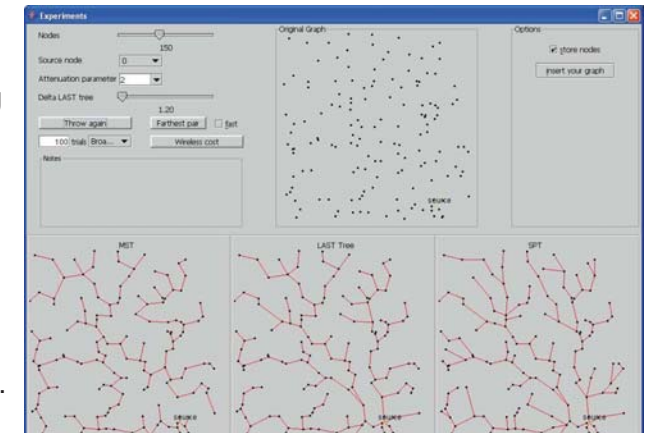 Experiments
Nodes
150
Source node 0
Attenuation parameter 2
Delta LAST tree
1.20
Throw again Farthest pair fast
100 trials Broa... Wireless cost
Notes
Original Graph
source
Options
store nodes
insert your graph
MST
source
LAST Tree
source
SPT
source